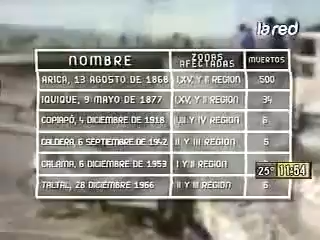 la red
NOMBRE ZONAS AFECTADAS MUERTOS
ARICA, 13 AGOSTO DE 1868 I,XV, Y II REGION 500
IQUIQUE, 9 MAYO DE 1877 I,XV, Y II REGION 34
COPIAPÓ, 4 DICIEMBRE DE 1918 III Y IV REGION 6
CALDERA, 6 SEPTIEMBRE DE 1942 II Y III REGION 6
CALAMA, 6 DICIEMBRE DE 1953 I Y II REGION
TALTAL, 28 DICIEMBRE 1966 II Y III REGION 6
25° 11:54